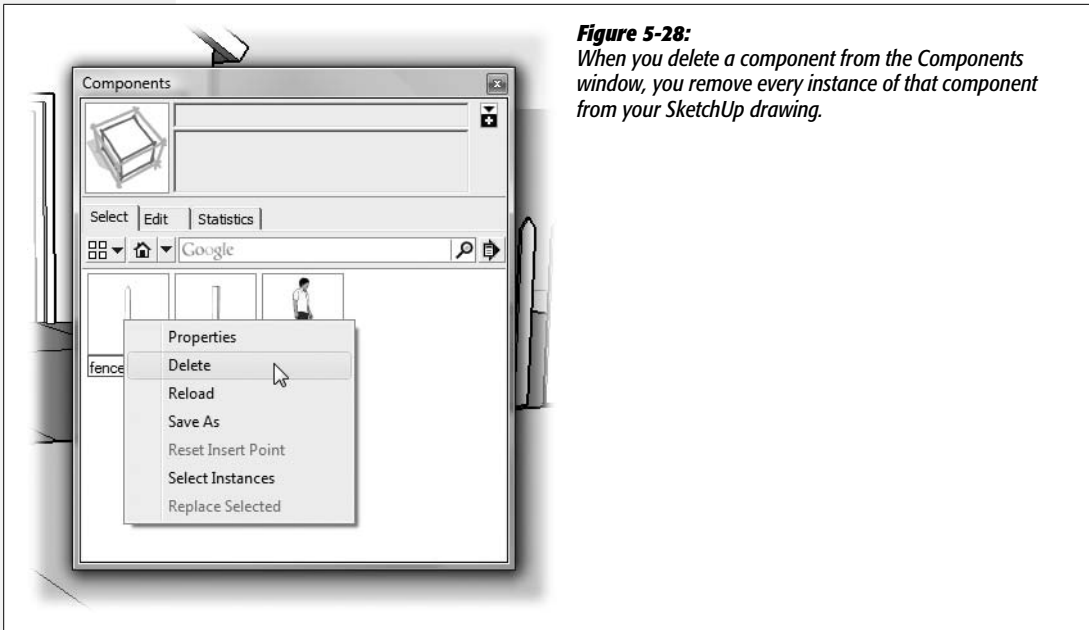 Figure 5-28:
When you delete a component from the Components
window, you remove every instance of that component
from your SketchUp drawing.
Components
Select Edit Statistics
Google
fence
Properties
Delete
Reload
Save As
Reset Insert Point
Select Instances
Replace Selected